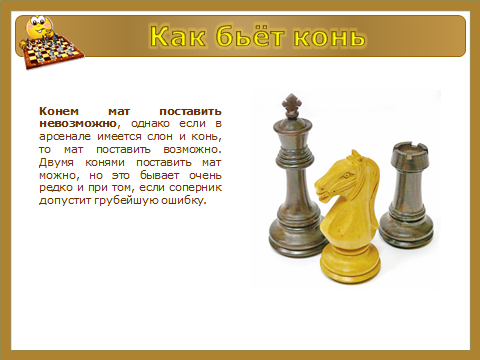 Как бьёт конь
Конем мат поставить
невозможно, однако если в
арсенале имеется слон и конь,
то мат поставить возможно.
Двумя конями поставить мат
можно, но это бывает очень
редко и при том, если соперник
допустит грубейшую ошибку.